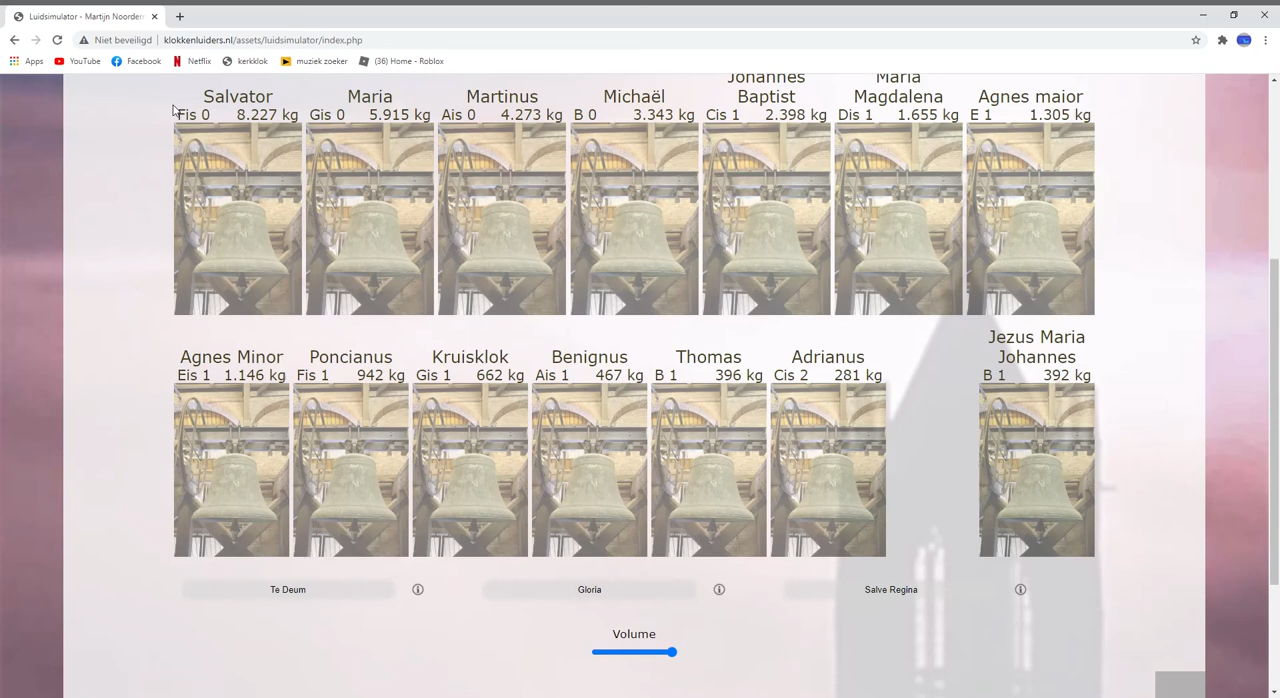 Luidsimulator - Martijn Noorder
Niet beveiligd klokkenluiders.nl/assets/luidsimulator/index.php
Apps YouTube Facebook Netflix kerkklok muziek zoeker (36) Home - Roblox
Salvator
Fis 0 8.227 kg
Maria
Gis 0 5.915 kg
Martinus
Ais 0 4.273 kg
Michaël
B 0 3.343 kg
Johannes
Baptist
Cis 1 2.398 kg
Maria
Magdalena
Dis 1 1.655 kg
Agnes maior
E 1 1.305 kg
Agnes Minor
Eis 1 1.146 kg
Poncianus
Fis 1 942 kg
Kruisklok
Gis 1 662 kg
Benignus
Ais 1 467 kg
Thomas
B 1 396 kg
Adrianus
Cis 2 281 kg
Jezus Maria
Johannes
B 1 392 kg
Te Deum
Gloria
Salve Regina
Volume